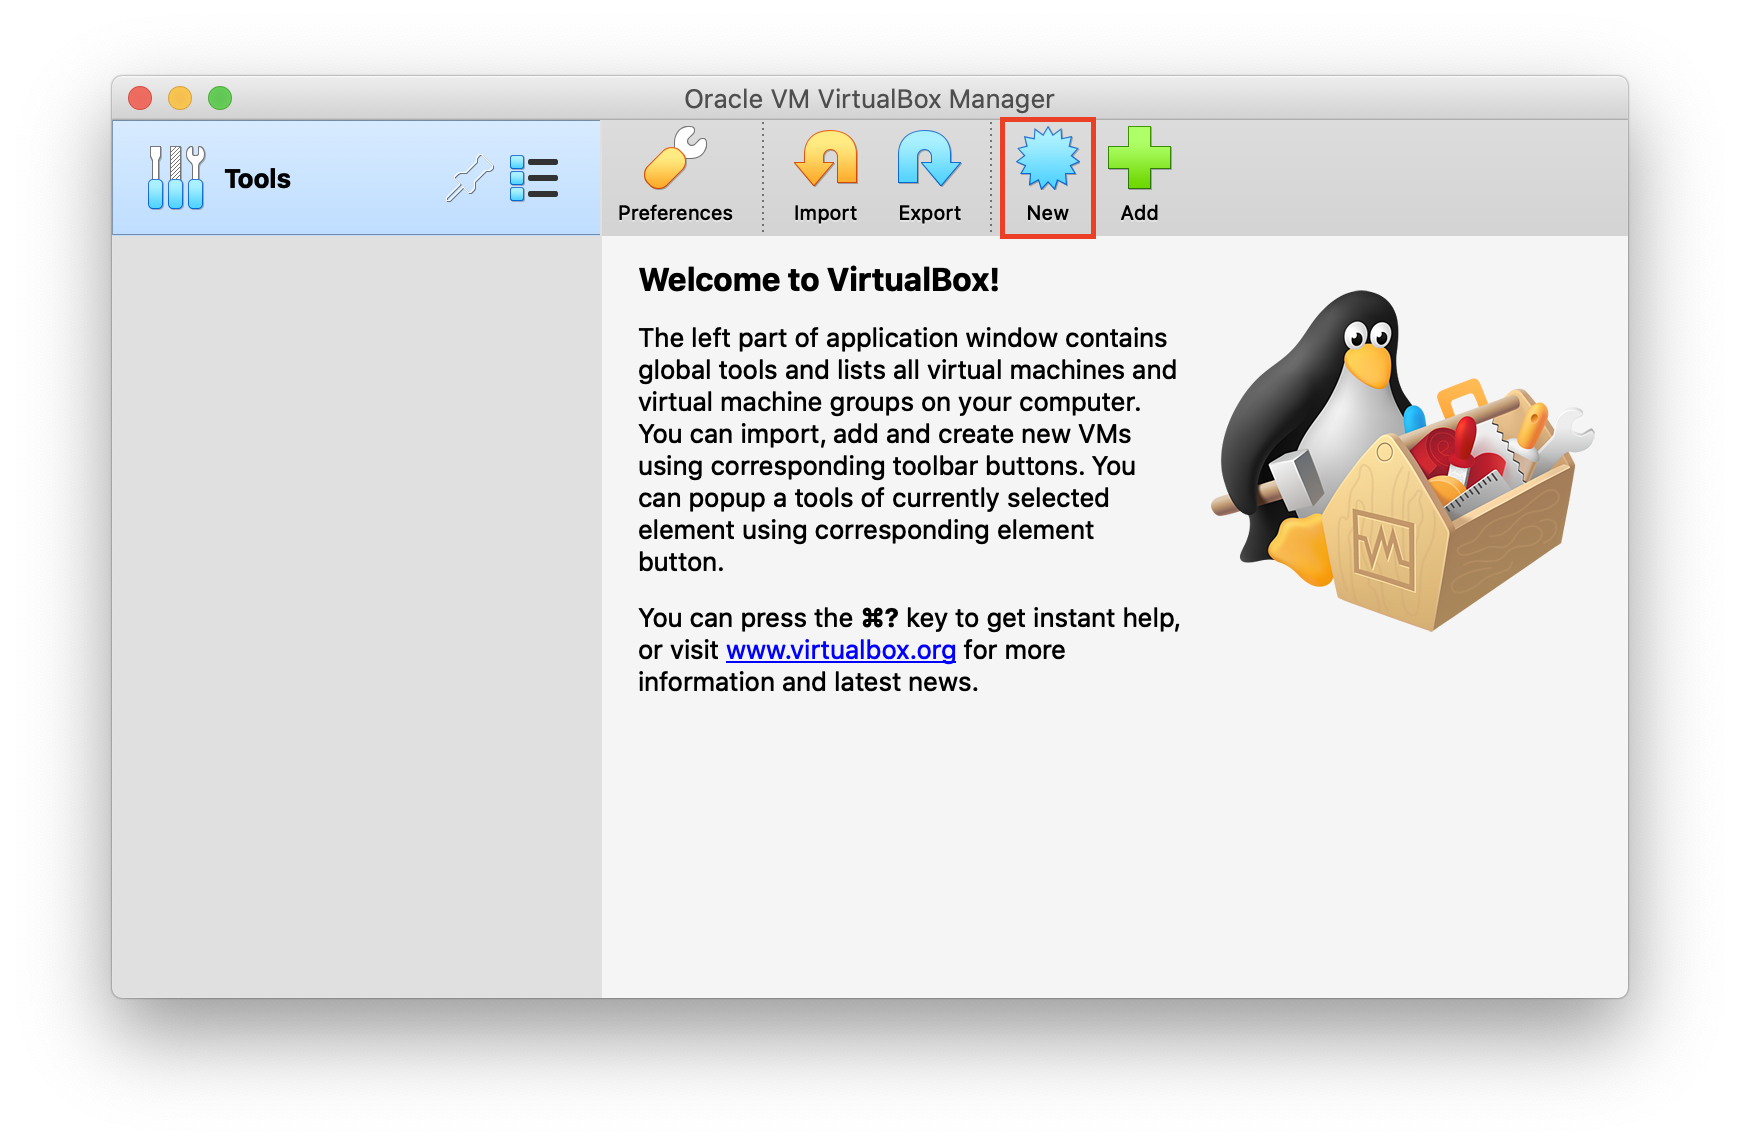 Oracle VM VirtualBox Manager
Tools
Preferences
Import
Export
New
Add
Welcome to VirtualBox!
The left part of application window contains
global tools and lists all virtual machines and
virtual machine groups on your computer.
You can import, add and create new VMs
using corresponding toolbar buttons. You
can popup a tools of currently selected
element using corresponding element
button.
You can press the ⌘? key to get instant help,
or visit www.virtualbox.org for more
information and latest news.